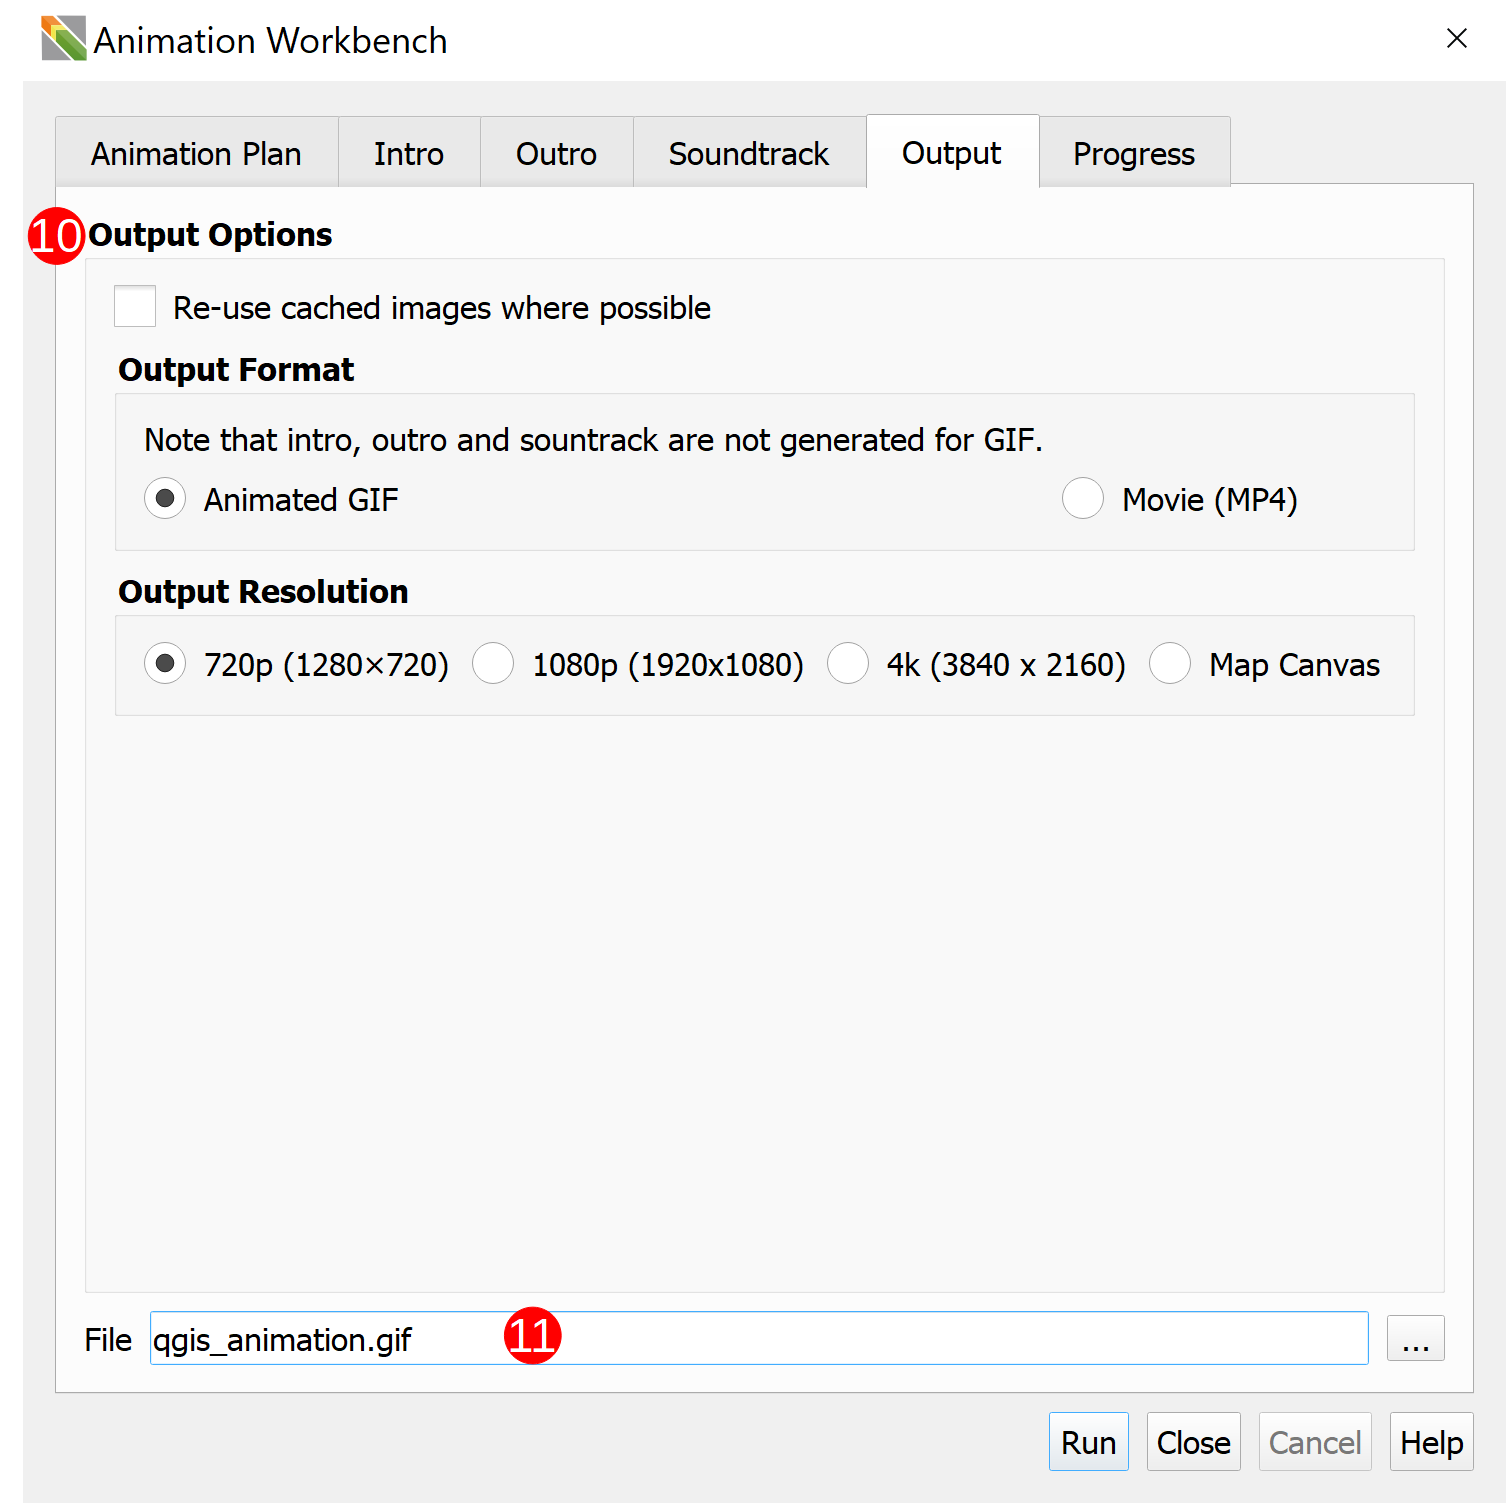 Animation Workbench
Animation Plan Intro Outro Soundtrack Output Progress
10 Output Options
Re-use cached images where possible
Output Format
Note that intro, outro and sountrack are not generated for GIF.
Animated GIF Movie (MP4)
Output Resolution
720p (1280×720) 1080p (1920x1080) 4k (3840 x 2160) Map Canvas
File qgis_animation.gif 11 ...
Run Close Cancel Help